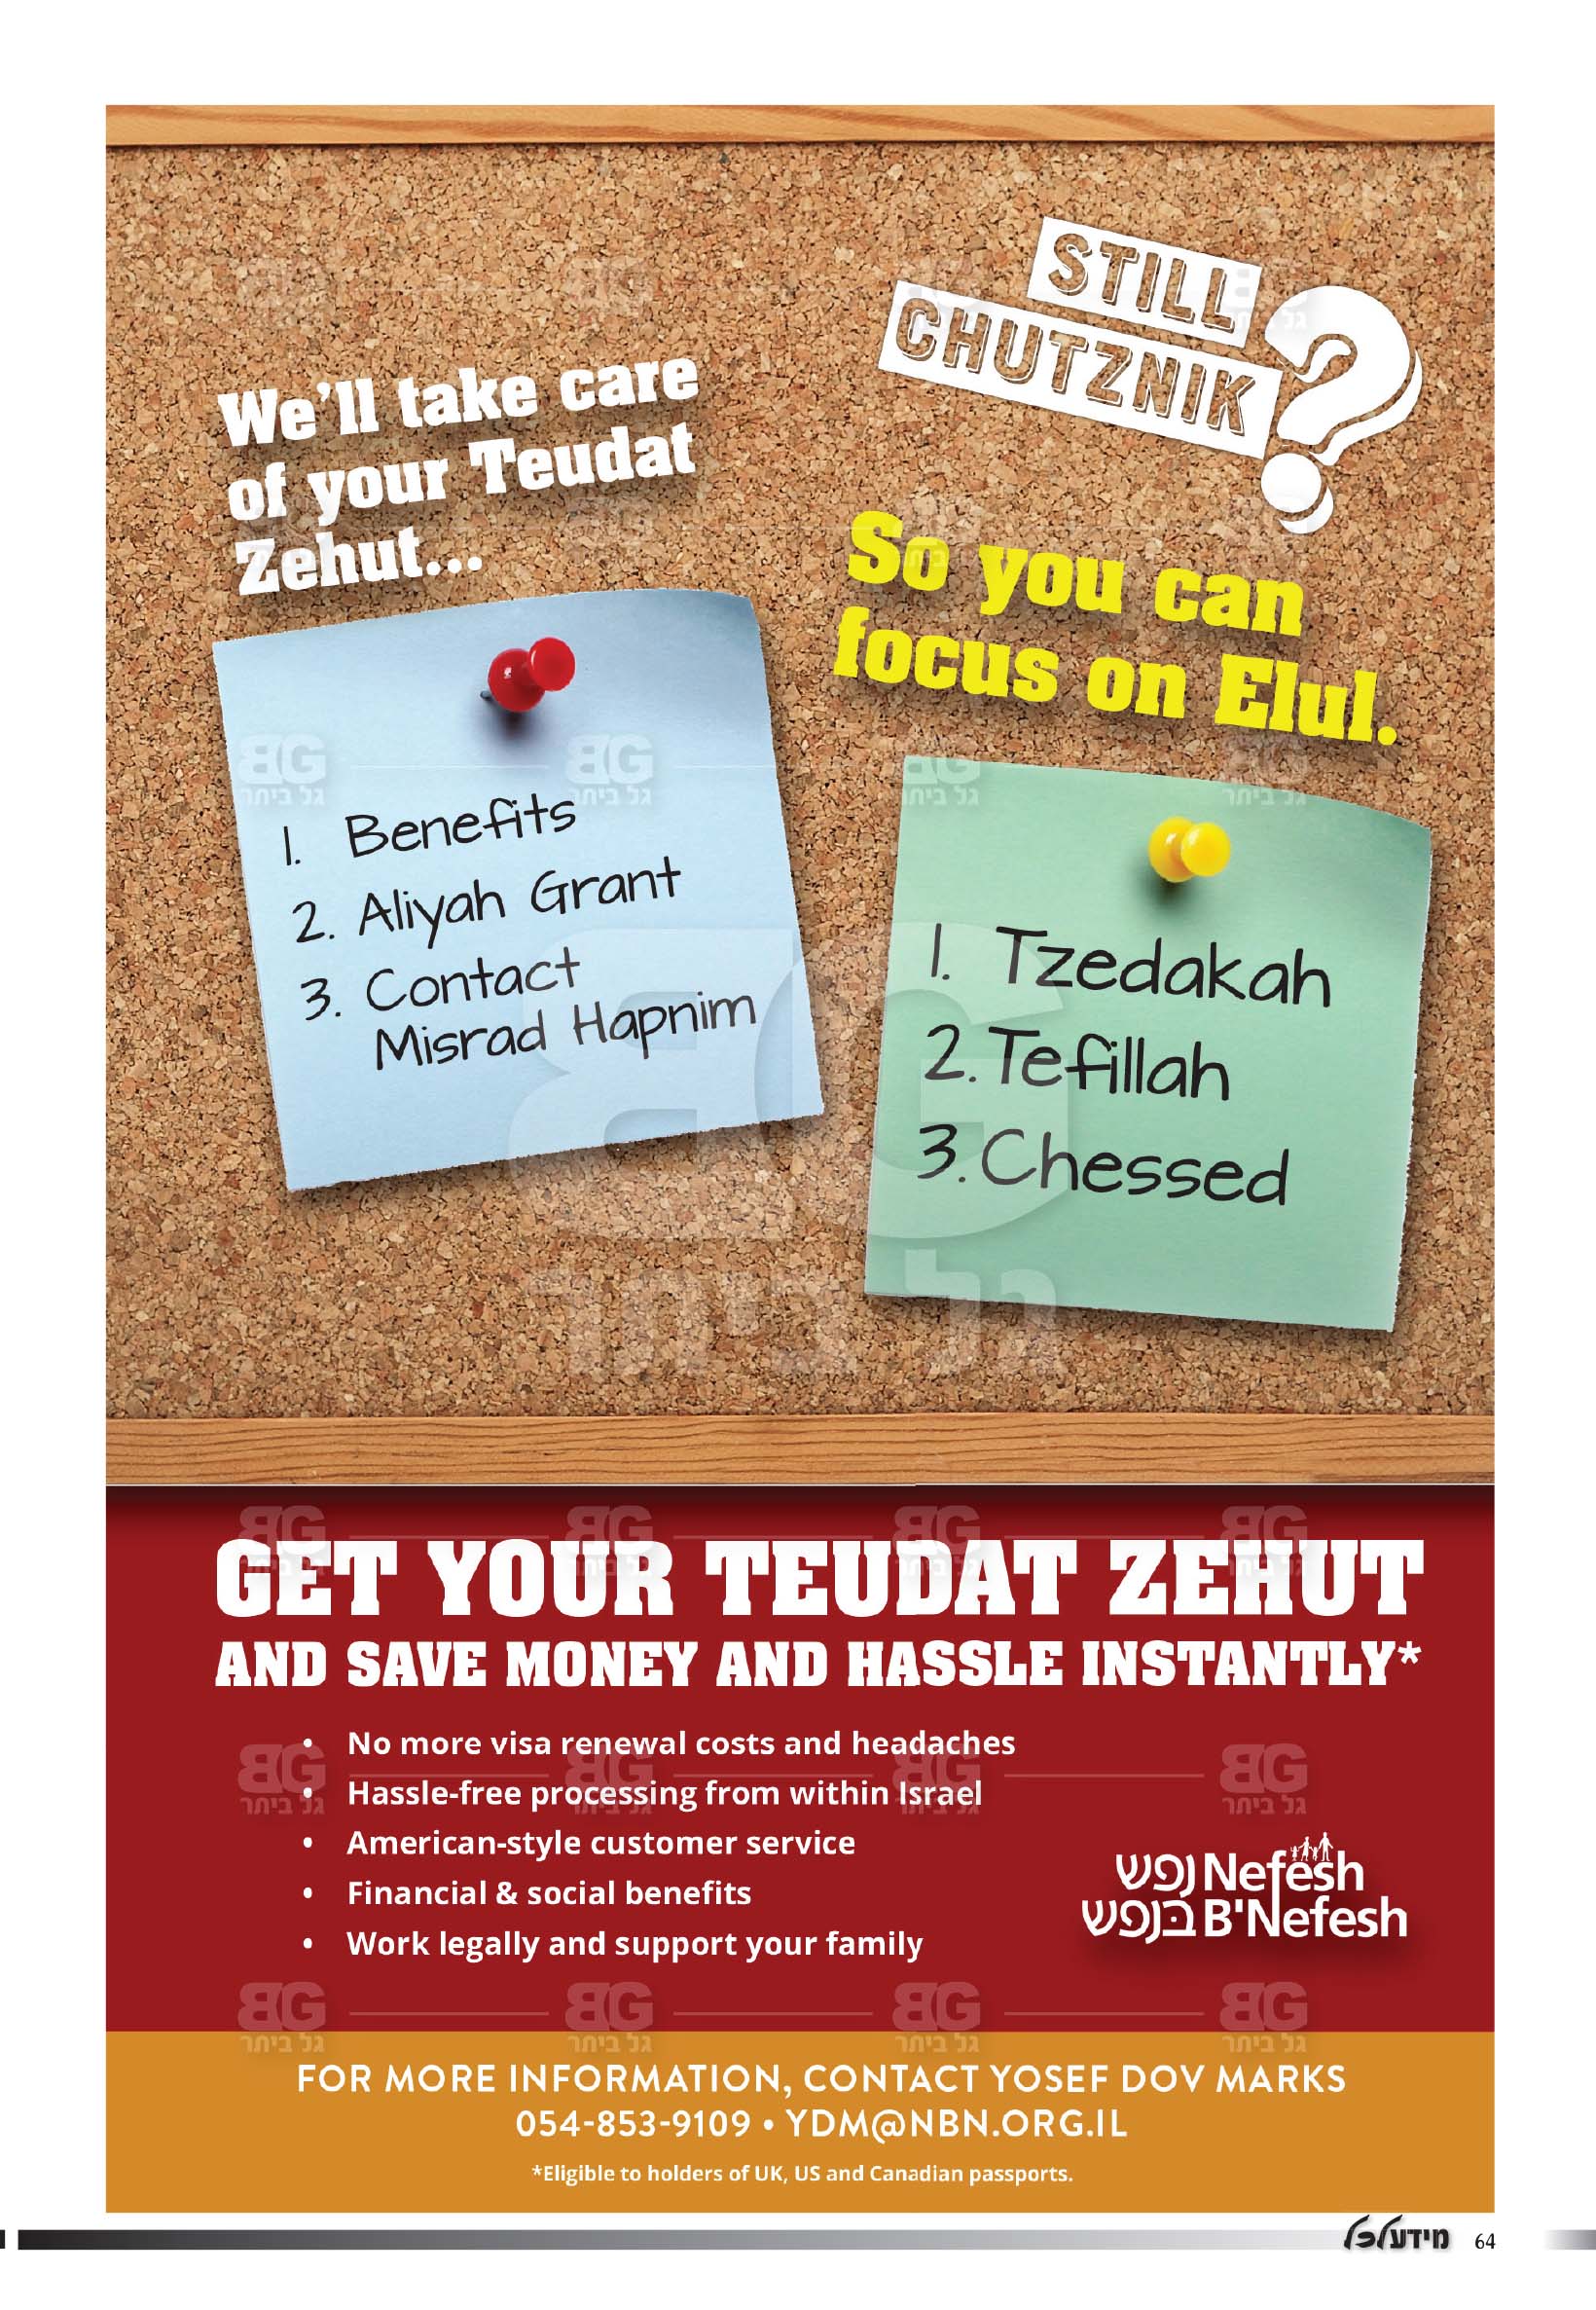 STILL
CHUTZNIK?
We'll take care
of your Teudat
Zehut...
So you can
focus on Elul.
1. Benefits
2. Aliyah Grant
3. Contact
Misrad Hapnim
1. Tzedakah
2. Tefillah
3. Chessed
BG
גל ביתר
GET YOUR TEUDAT ZEHUT
AND SAVE MONEY AND HASSLE INSTANTLY*
• No more visa renewal costs and headaches
• Hassle-free processing from within Israel
• American-style customer service
• Financial & social benefits
• Work legally and support your family
נפש Nefesh
בנפש B'Nefesh
FOR MORE INFORMATION, CONTACT YOSEF DOV MARKS
054-853-9109 • YDM@NBN.ORG.IL
*Eligible to holders of UK, US and Canadian passports.
מידעלכל 64